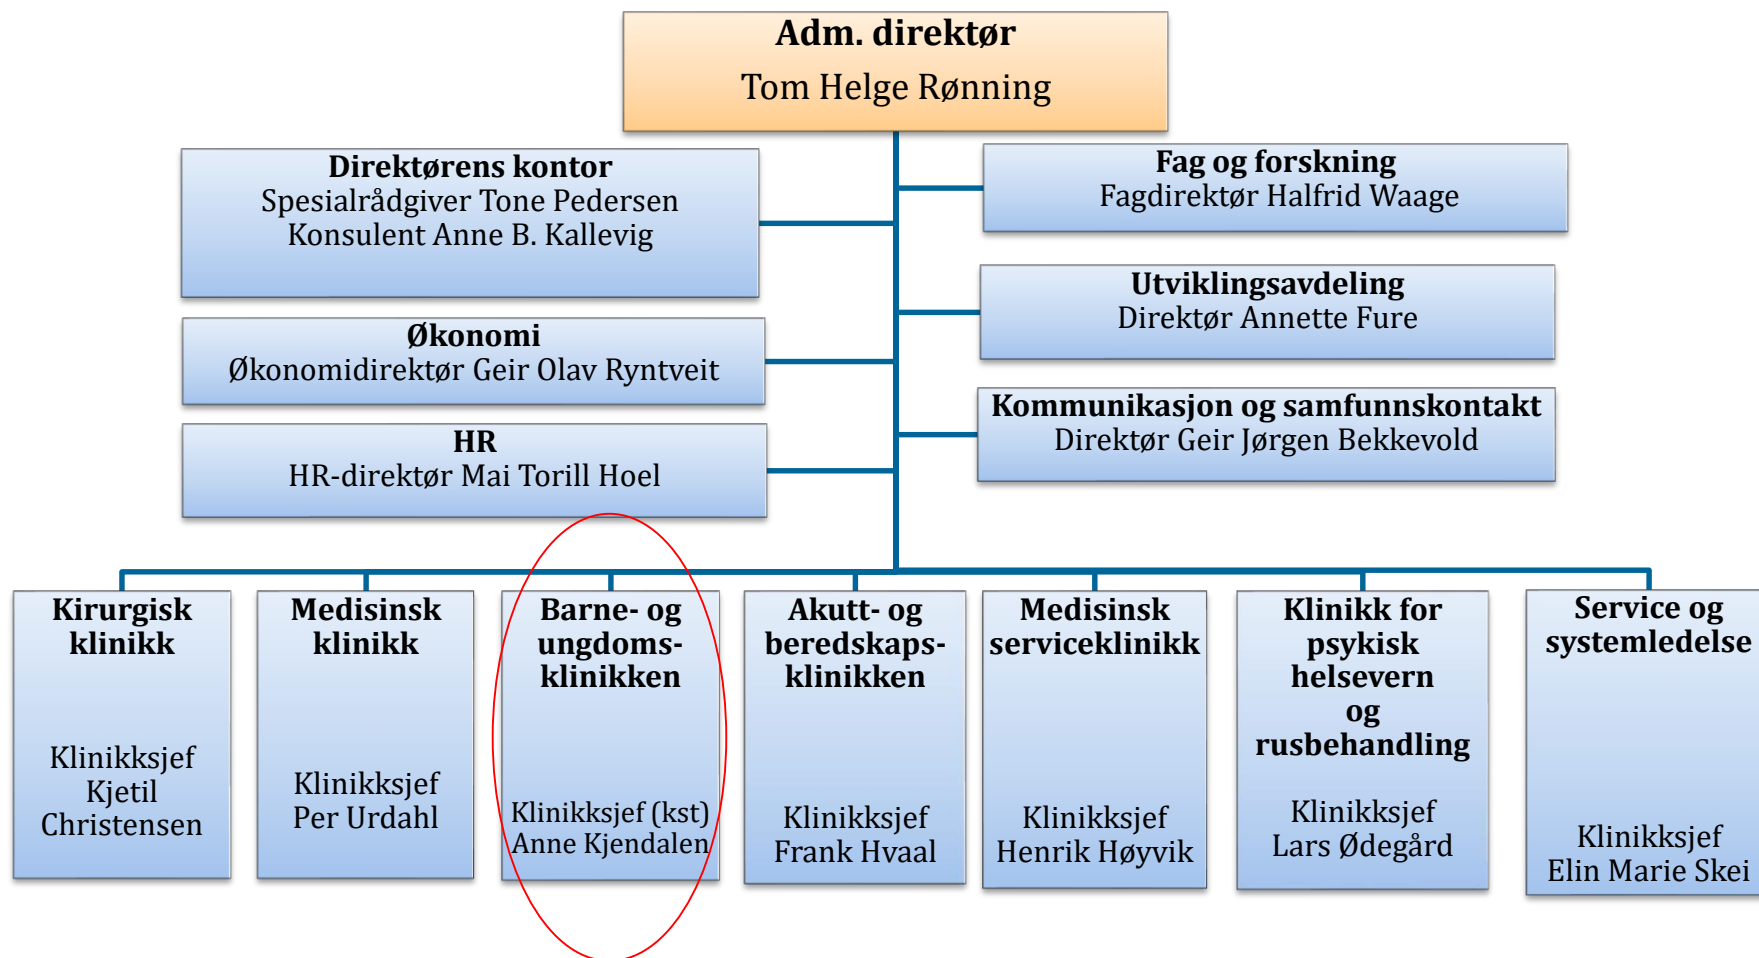 Adm. direktør
Tom Helge Rønning
Direktørens kontor
Spesialrådgiver Tone Pedersen
Konsulent Anne B. Kallevig
Fag og forskning
Fagdirektør Halfrid Waage
Utviklingsavdeling
Direktør Annette Fure
Økonomi
Økonomidirektør Geir Olav Ryntveit
Kommunikasjon og samfunnskontakt
Direktør Geir Jørgen Bekkevold
HR
HR-direktør Mai Torill Hoel
Kirurgisk
klinikk
Klinikksjef
Kjetil
Christensen
Medisinsk
klinikk
Klinikksjef
Per Urdahl
Barne- og
ungdoms-
klinikken
Klinikksjef (kst)
Anne Kjendalen
Akutt- og
beredskaps-
klinikken
Klinikksjef
Frank Hvaal
Medisinsk
serviceklinikk
Klinikksjef
Henrik Høyvik
Klinikk for
psykisk
helsevern
og
rusbehandling
Klinikksjef
Lars Ødegård
Service og
systemledelse
Klinikksjef
Elin Marie Skei